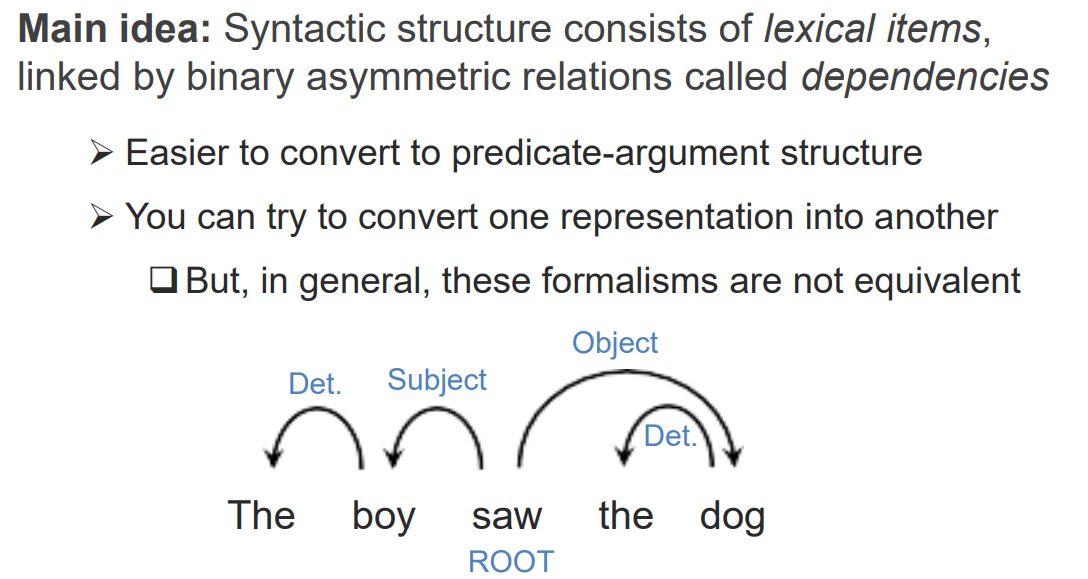 Main idea: Syntactic structure consists of lexical items,
linked by binary asymmetric relations called dependencies
➢ Easier to convert to predicate-argument structure
➢ You can try to convert one representation into another
❑ But, in general, these formalisms are not equivalent
Object
Det. Subject
Det.
The boy saw the dog
ROOT